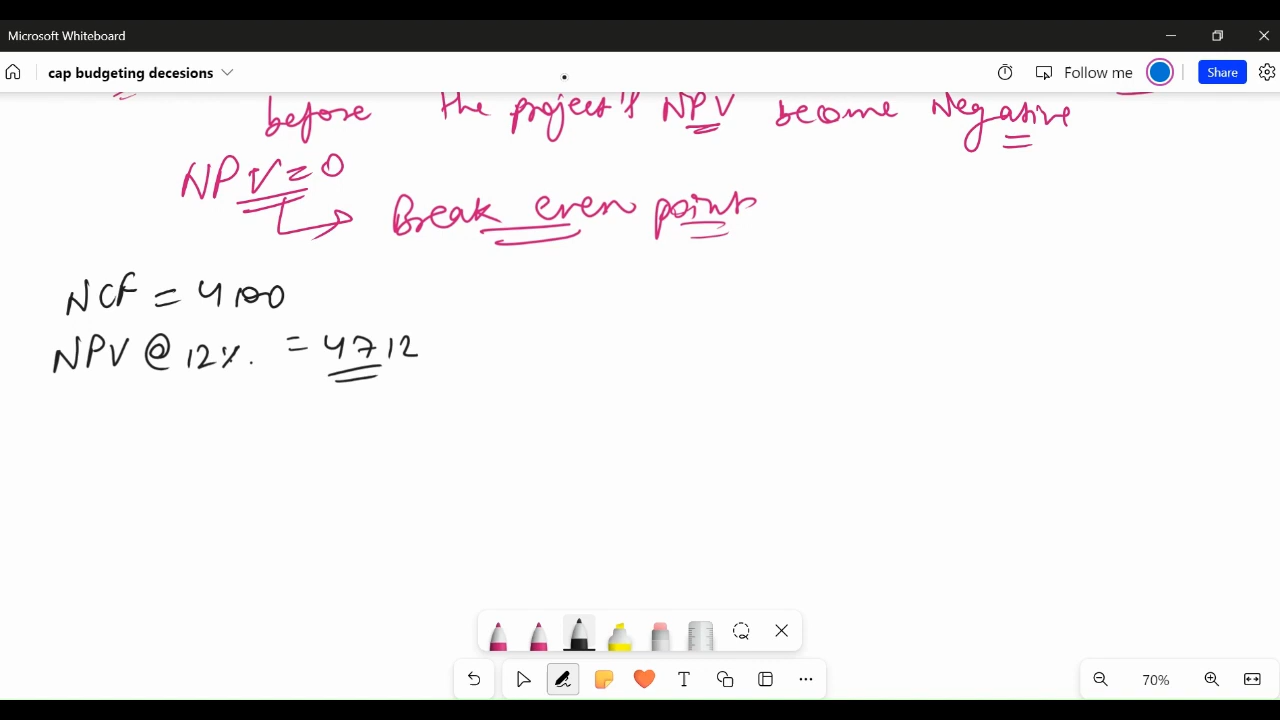 Microsoft Whiteboard
cap budgeting decesions
Follow me
Share
before the project's NPV become Negative
NPV=0
Break even point
NCF = 4100
NPV @ 12%. = 4712
70%